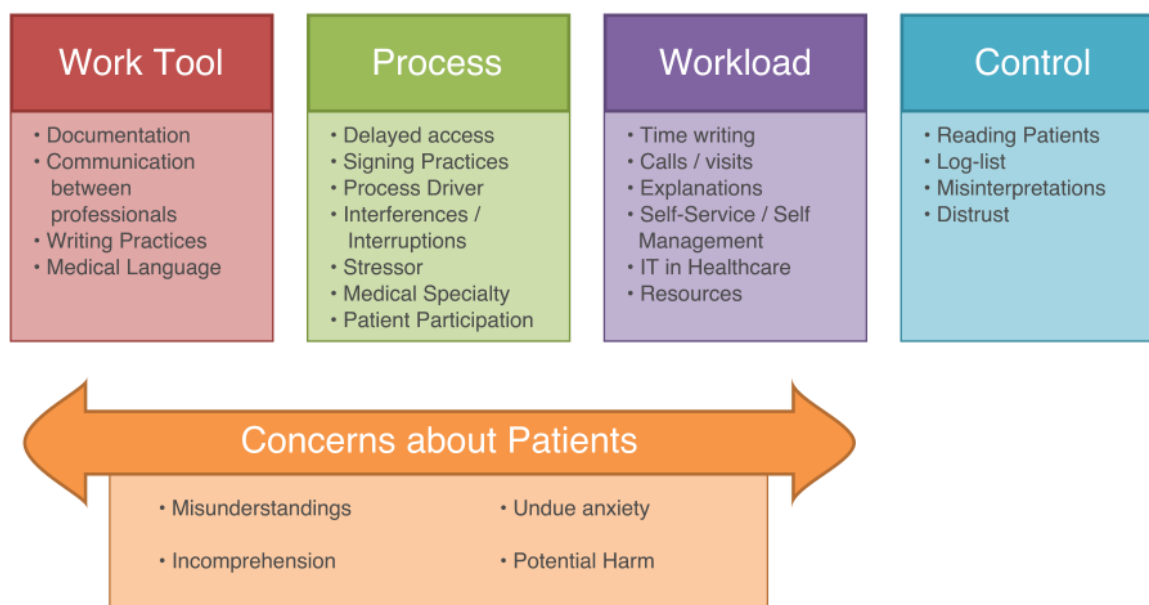 Work Tool
• Documentation
• Communication
between
professionals
• Writing Practices
• Medical Language
Process
• Delayed access
• Signing Practices
• Process Driver
• Interferences /
Interruptions
• Stressor
• Medical Specialty
• Patient Participation
Workload
• Time writing
• Calls / visits
• Explanations
• Self-Service / Self
Management
• IT in Healthcare
• Resources
Control
• Reading Patients
• Log-list
• Misinterpretations
• Distrust
Concerns about Patients
• Misunderstandings
• Incomprehension
• Undue anxiety
• Potential Harm